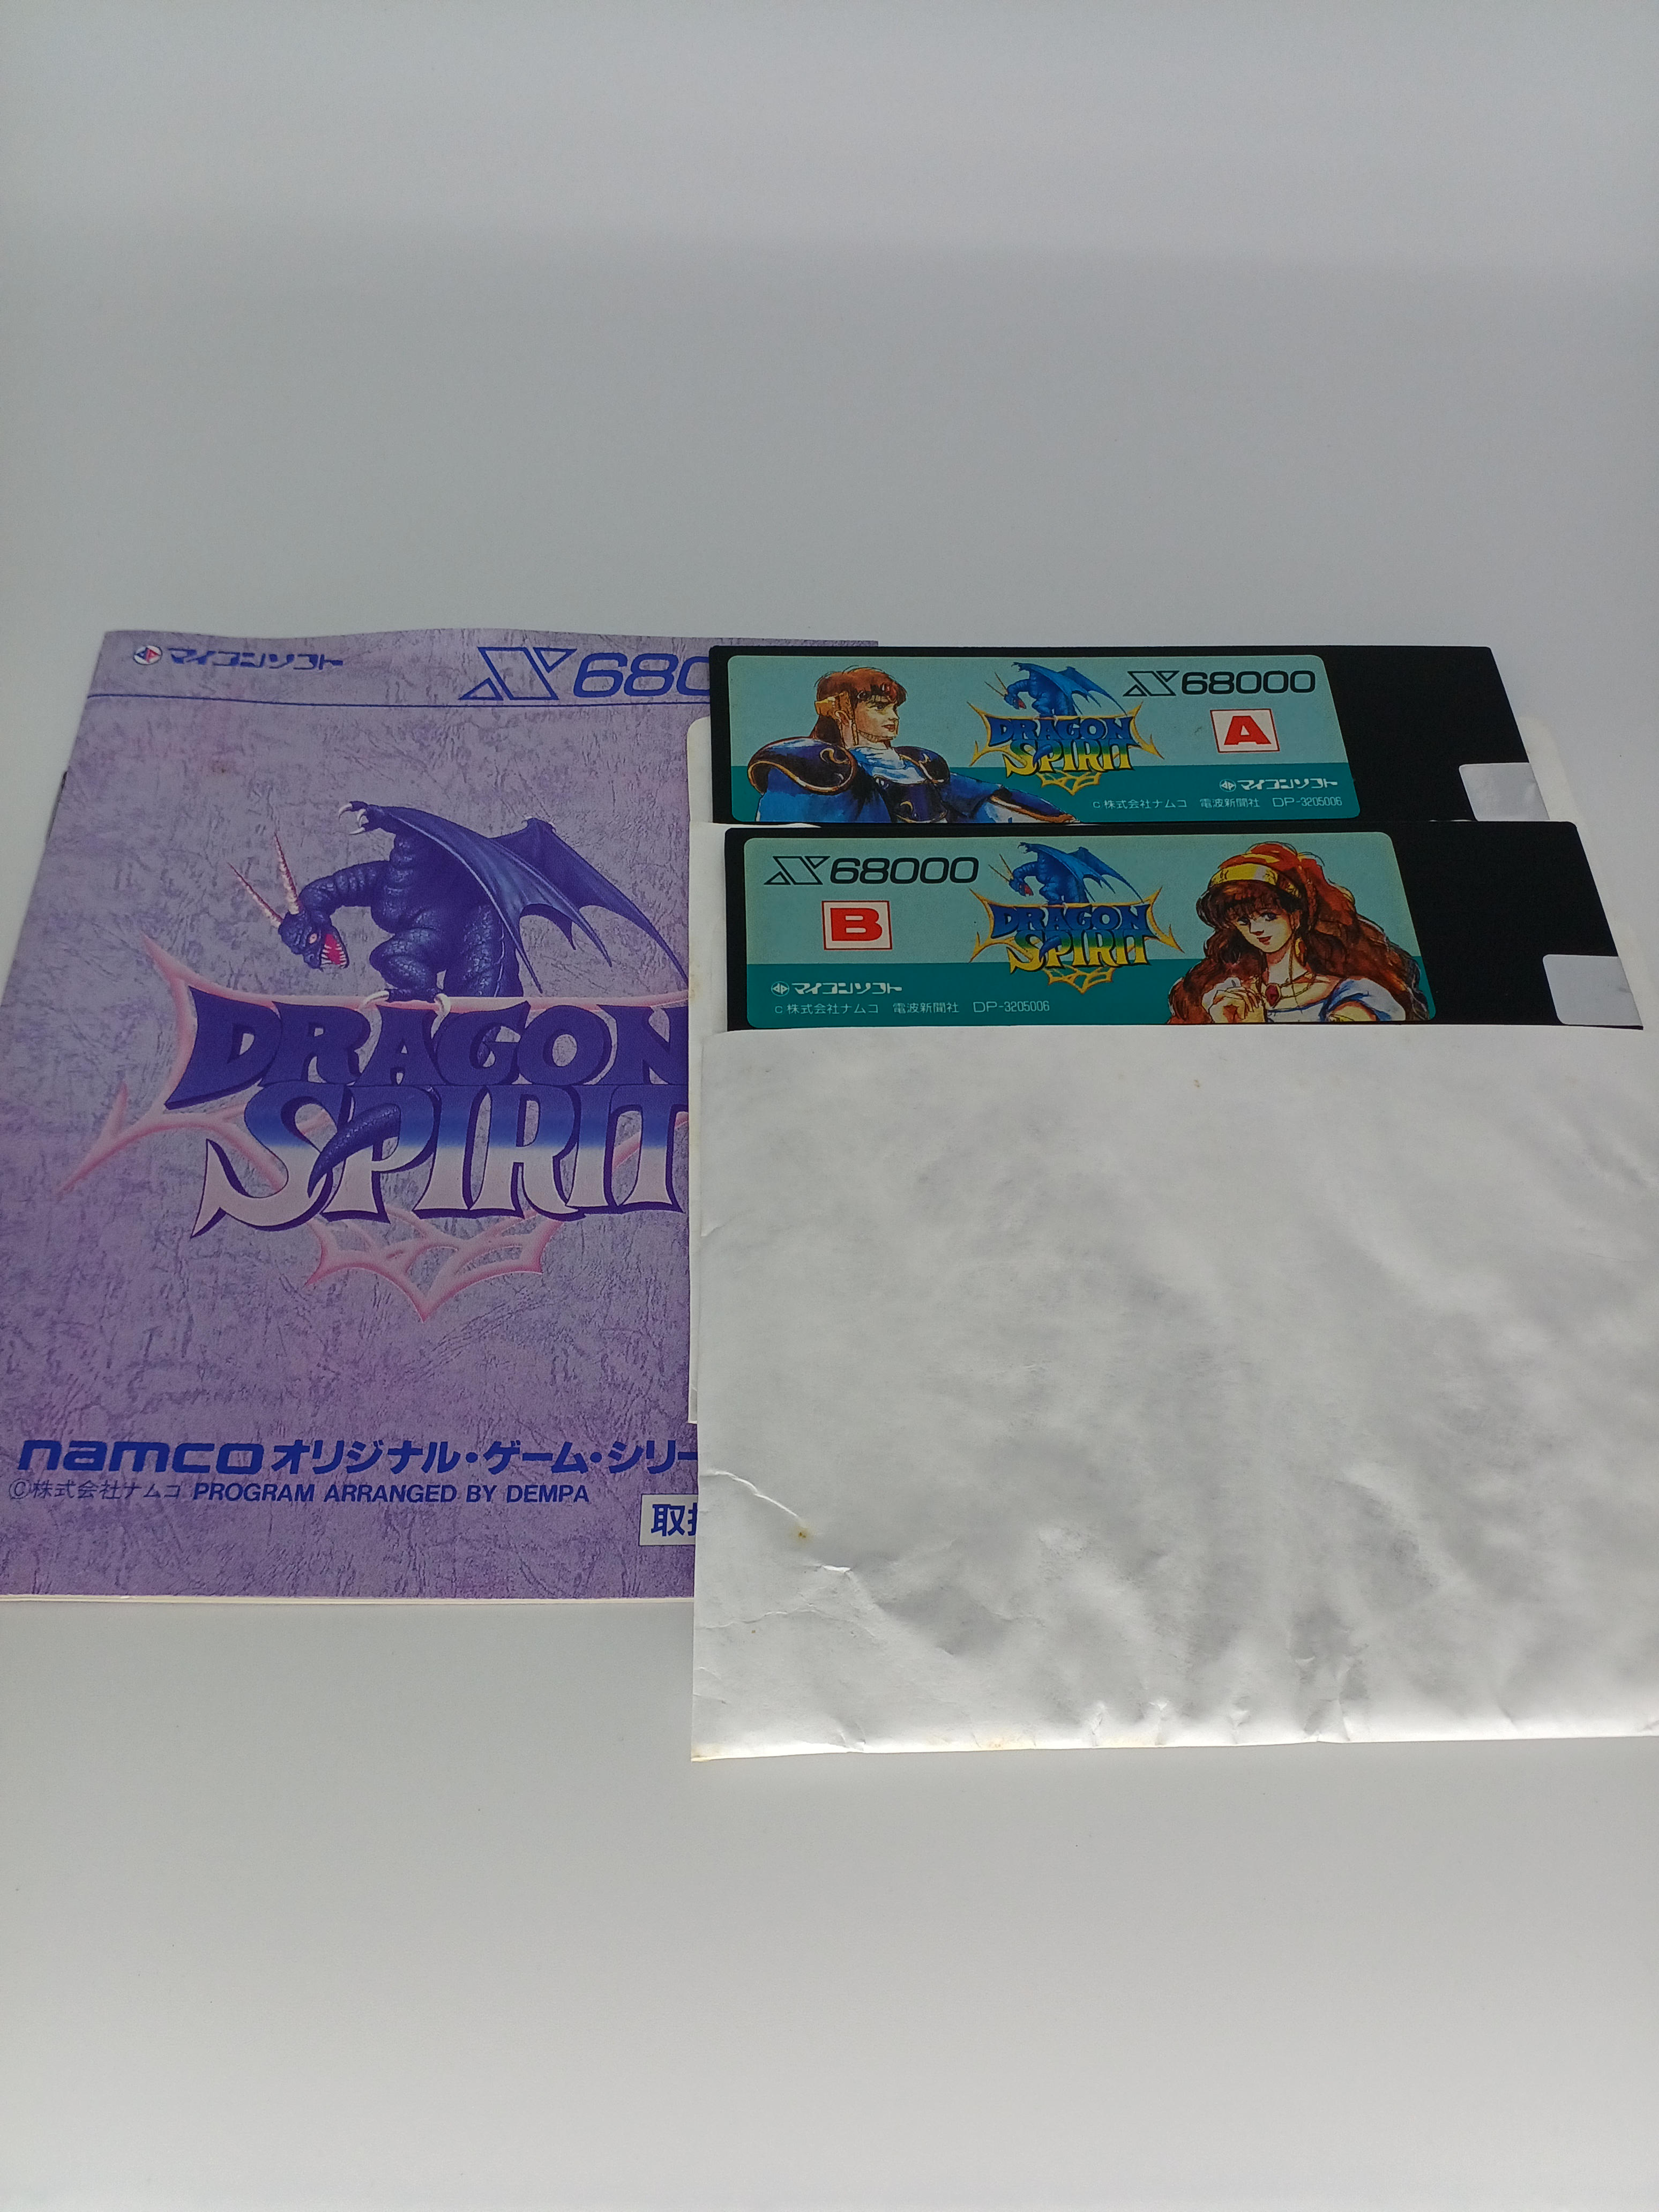 マイコンソフト
X680
DRAGON
SPIRIT
namcoオリジナル・ゲーム・シリー
©株式会社ナムコ PROGRAM ARRANGED BY DEMPA
取扱
X68000
DRAGON
SPIRIT
A
マイコンソフト
c 株式会社ナムコ 電波新聞社 DP-3205006
X68000
DRAGON
SPIRIT
B
マイコンソフト
c 株式会社ナムコ 電波新聞社 DP-3205006